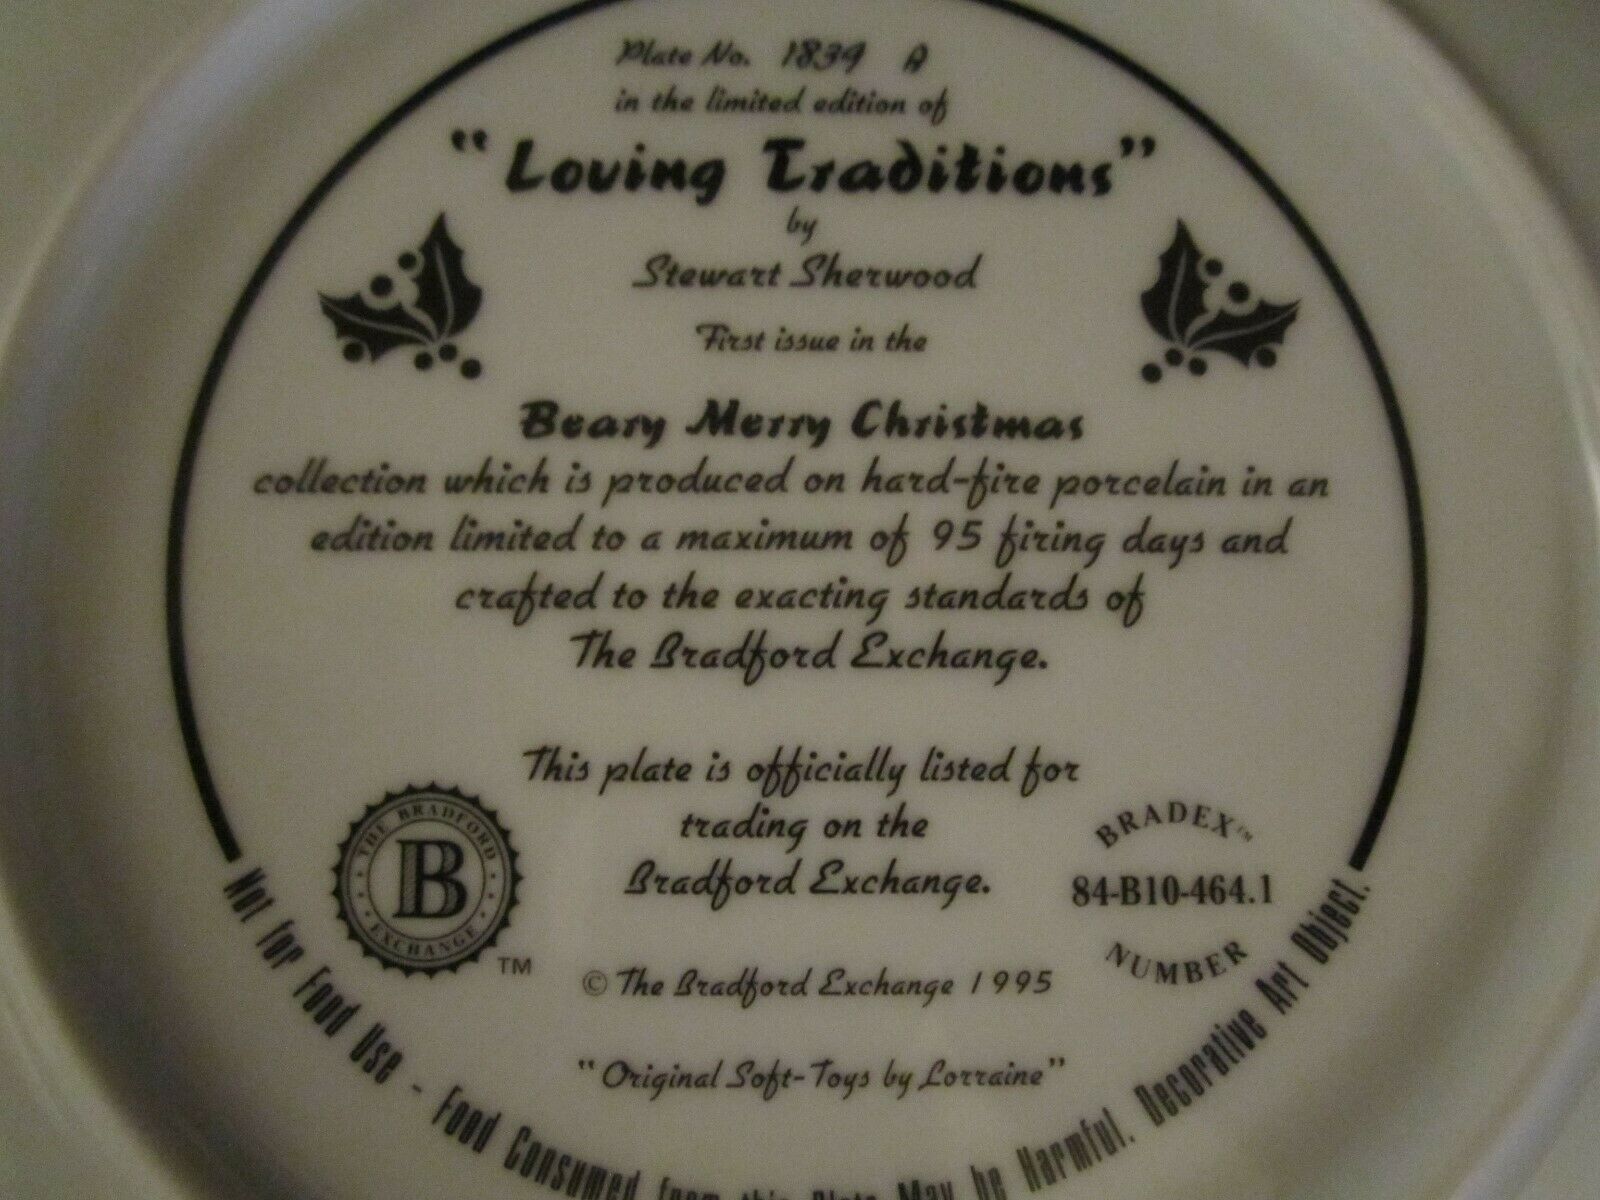 Plate No. 1839 A
in the limited edition of
"Loving Traditions"
by
Stewart Sherwood
First issue in the
Beary Merry Christmas
collection which is produced on hard-fire porcelain in an
edition limited to a maximum of 95 firing days and
crafted to the exacting standards of
The Bradford Exchange.
This plate is officially listed for
trading on the
Bradford Exchange.
THE BRADFORD
B
EXCHANGE
TM
BRADEX™
84-B10-464.1
NUMBER
© The Bradford Exchange 1995
"Original Soft-Toys by Lorraine"
Not for Food Use - Food Consumed from this Plate May be Harmful. Decorative Art Object.